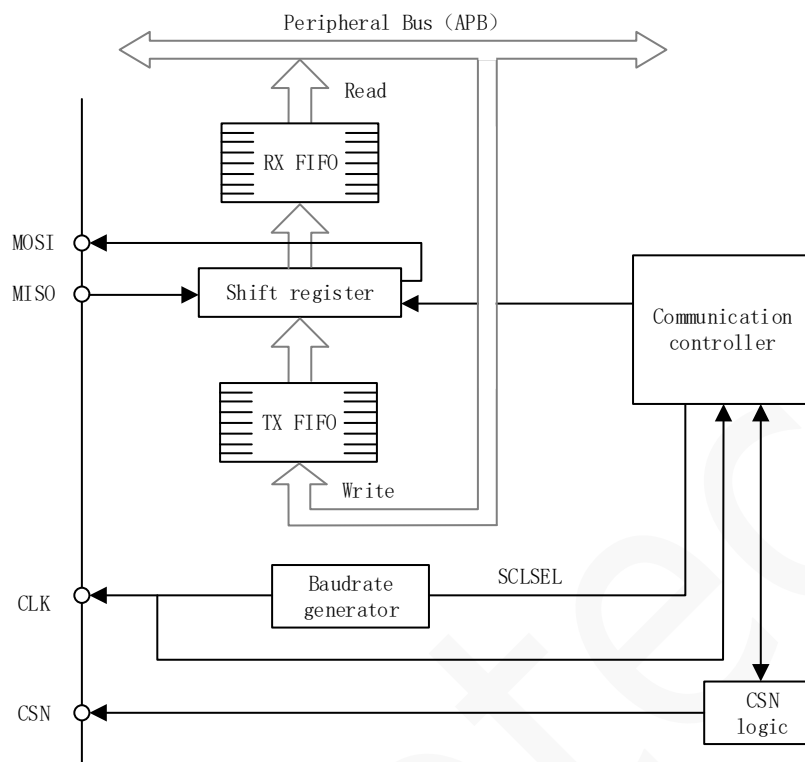 Peripheral Bus（APB）
Read
RX FIFO
MOSI
MISO
Shift register
Communication
controller
TX FIFO
Write
CLK
Baudrate
generator
SCLSEL
CSN
CSN
logic